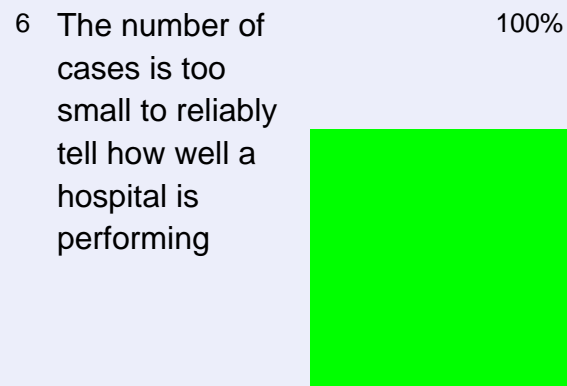 6 The number of 100%
cases is too
small to reliably
tell how well a
hospital is
performing